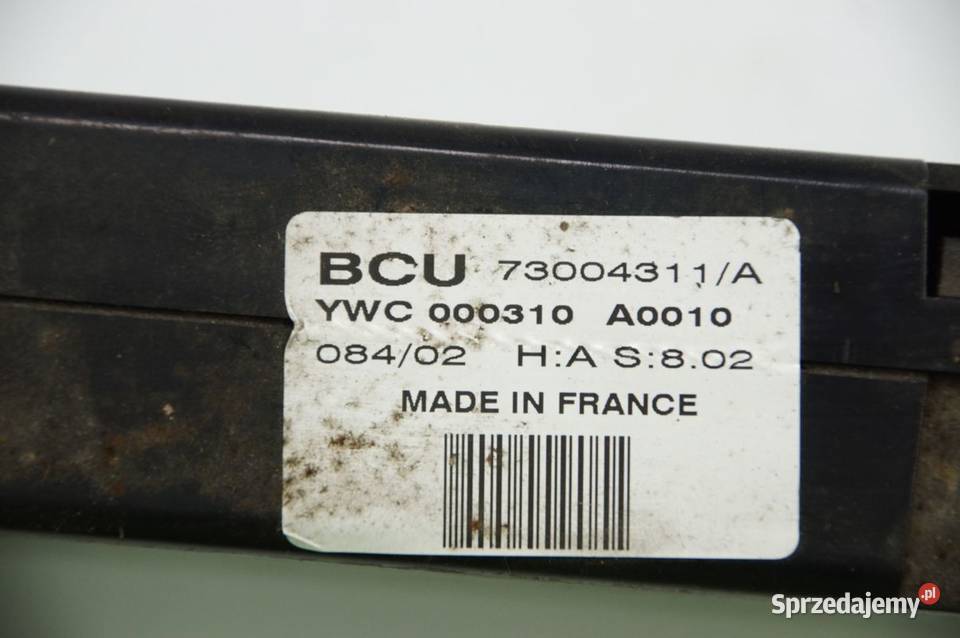 BCU 73004311/A
YWC 000310 A0010
084/02 H:A S:8.02
MADE IN FRANCE
Sprzedajemy.pl